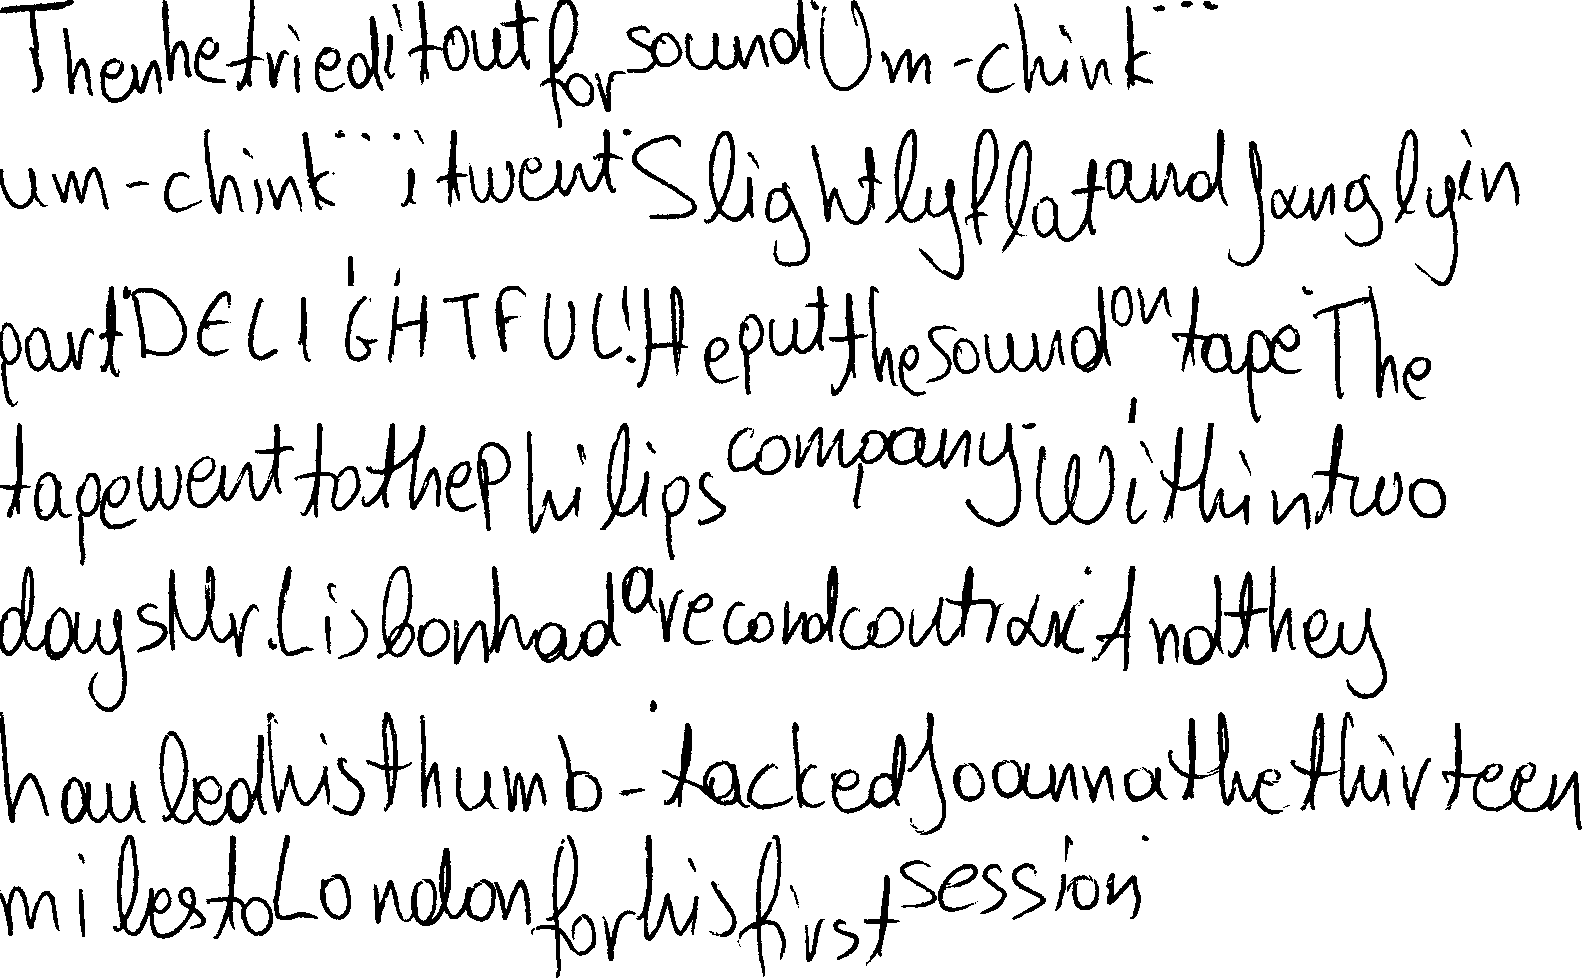 Then he tried it out for sound. Um-chink...
um-chink... it went. Slightly flat and jangly in
part. DELIGHTFUL! He put the sound on tape. The
tape went to the Philips company. Within two
days Mr. Lisbon had a record contract. And they
hauled his thumb-tacked Joanna the thirteen
miles to London for his first session.